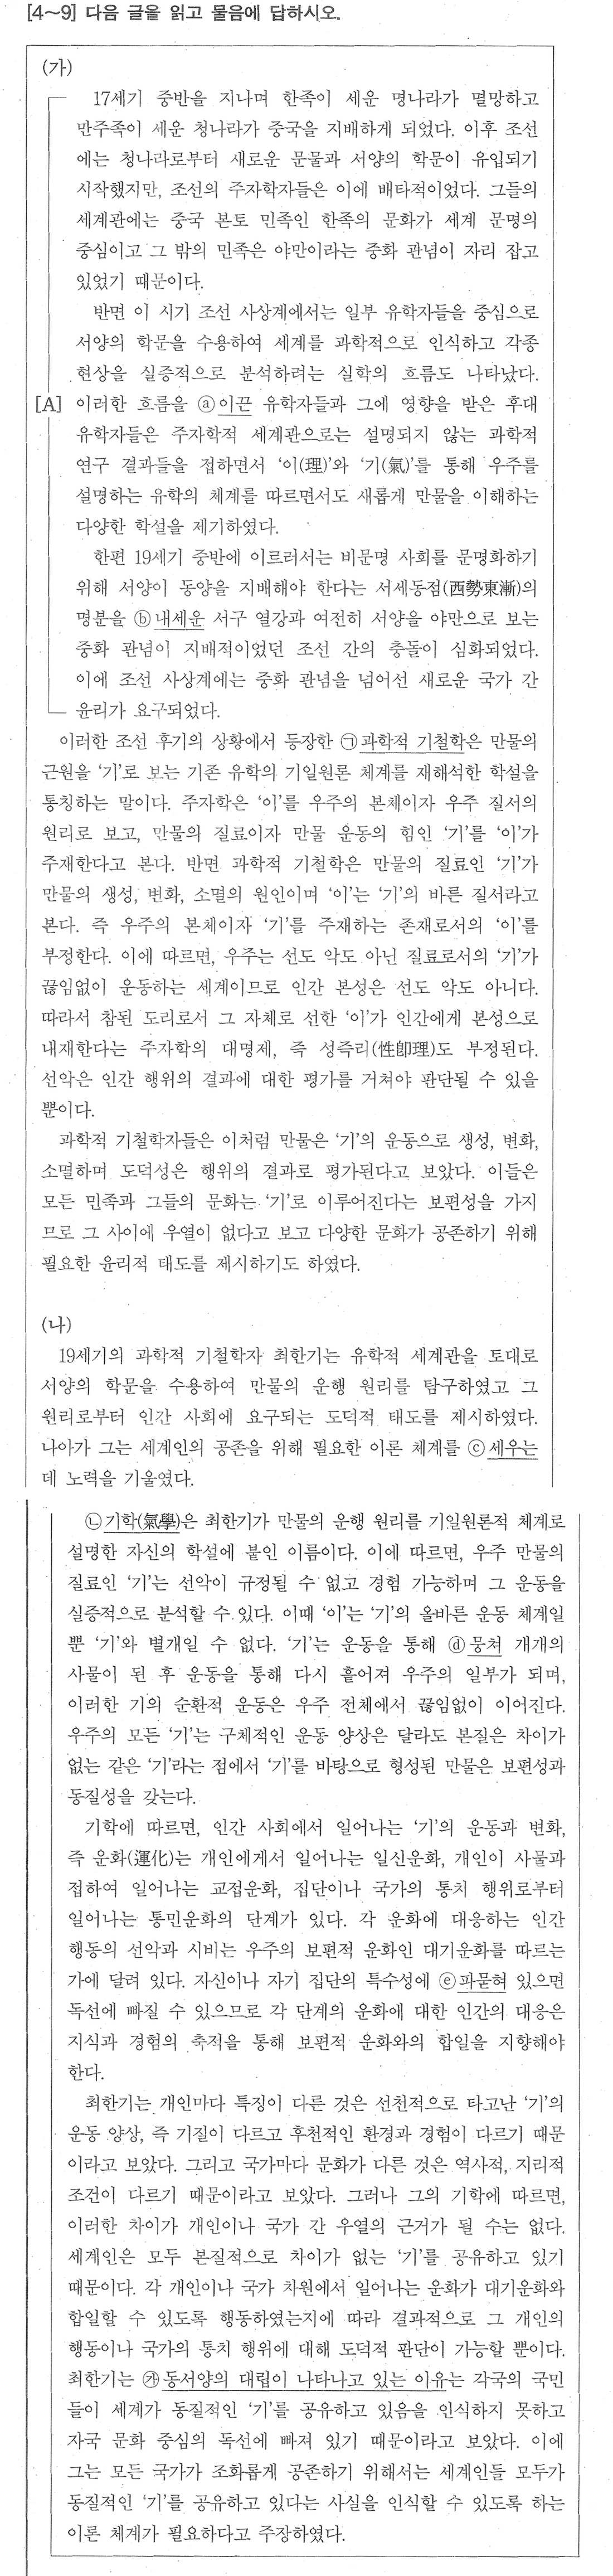 [4~9] 다음 글을 읽고 물음에 답하시오.
(가)
17세기 중반을 지나며 한족이 세운 명나라가 멸망하고
만주족이 세운 청나라가 중국을 지배하게 되었다. 이후 조선
에는 청나라로부터 새로운 문물과 서양의 학문이 유입되기
시작했지만, 조선의 주자학자들은 이에 배타적이었다. 그들의
세계관에는 중국 본토 민족인 한족의 문화가 세계 문명의
중심이고 그 밖의 민족은 야만이라는 중화 관념이 자리 잡고
있었기 때문이다.
반면 이 시기 조선 사상계에서는 일부 유학자들을 중심으로
서양의 학문을 수용하여 세계를 과학적으로 인식하고 각종
현상을 실증적으로 분석하려는 실학의 흐름도 나타났다.
[A] 이러한 흐름을 ⓐ이끈 유학자들과 그에 영향을 받은 후대
유학자들은 주자학적 세계관으로는 설명되지 않는 과학적
연구 결과들을 접하면서 ‘이(理)’와 ‘기(氣)’를 통해 우주를
설명하는 유학의 체계를 따르면서도 새롭게 만물을 이해하는
다양한 학설을 제기하였다.
한편 19세기 중반에 이르러서는 비문명 사회를 문명화하기
위해 서양이 동양을 지배해야 한다는 서세동점(西勢東漸)의
명분을 ⓑ내세운 서구 열강과 여전히 서양을 야만으로 보는
중화 관념이 지배적이었던 조선 간의 충돌이 심화되었다.
이에 조선 사상계에는 중화 관념을 넘어선 새로운 국가 간
윤리가 요구되었다.
이러한 조선 후기의 상황에서 등장한 ㉠과학적 기철학은 만물의
근원을 ‘기’로 보는 기존 유학의 기일원론 체계를 재해석한 학설을
통칭하는 말이다. 주자학은 ‘이’를 우주의 본체이자 우주 질서의
원리로 보고, 만물의 질료이자 만물 운동의 힘인 ‘기’를 ‘이’가
주재한다고 본다. 반면 과학적 기철학은 만물의 질료인 ‘기’가
만물의 생성, 변화, 소멸의 원인이며 ‘이’는 ‘기’의 바른 질서라고
본다. 즉 우주의 본체이자 ‘기’를 주재하는 존재로서의 ‘이’를
부정한다. 이에 따르면, 우주는 선도 악도 아닌 질료로서의 ‘기’가
끊임없이 운동하는 세계이므로 인간 본성은 선도 악도 아니다.
따라서 참된 도리로서 그 자체로 선한 ‘이’가 인간에게 본성으로
내재한다는 주자학의 대명제, 즉 성즉리(性卽理)도 부정된다.
선악은 인간 행위의 결과에 대한 평가를 거쳐야 판단될 수 있을
뿐이다.
과학적 기철학자들은 이처럼 만물은 ‘기’의 운동으로 생성, 변화,
소멸하며 도덕성은 행위의 결과로 평가된다고 보았다. 이들은
모든 민족과 그들의 문화는 ‘기’로 이루어진다는 보편성을 가지
므로 그 사이에 우열이 없다고 보고 다양한 문화가 공존하기 위해
필요한 윤리적 태도를 제시하기도 하였다.
(나)
19세기의 과학적 기철학자 최한기는 유학적 세계관을 토대로
서양의 학문을 수용하여 만물의 운행 원리를 탐구하였고 그
원리로부터 인간 사회에 요구되는 도덕적 태도를 제시하였다.
나아가 그는 세계인의 공존을 위해 필요한 이론 체계를 ⓒ세우는
데 노력을 기울였다.
㉡기학(氣學)은 최한기가 만물의 운행 원리를 기일원론적 체계로
설명한 자신의 학설에 붙인 이름이다. 이에 따르면, 우주 만물의
질료인 ‘기’는 선악이 규정될 수 없고 경험 가능하며 그 운동을
실증적으로 분석할 수 있다. 이때 ‘이’는 ‘기’의 올바른 운동 체계일
뿐 ‘기’와 별개일 수 없다. ‘기’는 운동을 통해 ⓓ뭉쳐 개개의
사물이 된 후 운동을 통해 다시 흩어져 우주의 일부가 되며,
이러한 기의 순환적 운동은 우주 전체에서 끊임없이 이어진다.
우주의 모든 ‘기’는 구체적인 운동 양상은 달라도 본질은 차이가
없는 같은 ‘기’라는 점에서 ‘기’를 바탕으로 형성된 만물은 보편성과
동질성을 갖는다.
기학에 따르면, 인간 사회에서 일어나는 ‘기’의 운동과 변화,
즉 운화(運化)는 개인에게서 일어나는 일신운화, 개인이 사물과
접하여 일어나는 교접운화, 집단이나 국가의 통치 행위로부터
일어나는 통민운화의 단계가 있다. 각 운화에 대응하는 인간
행동의 선악과 시비는 우주의 보편적 운화인 대기운화를 따르는
가에 달려 있다. 자신이나 자기 집단의 특수성에 ⓔ파묻혀 있으면
독선에 빠질 수 있으므로 각 단계의 운화에 대한 인간의 대응은
지식과 경험의 축적을 통해 보편적 운화와의 합일을 지향해야
한다.
최한기는 개인마다 특징이 다른 것은 선천적으로 타고난 ‘기’의
운동 양상, 즉 기질이 다르고 후천적인 환경과 경험이 다르기 때문
이라고 보았다. 그리고 국가마다 문화가 다른 것은 역사적, 지리적
조건이 다르기 때문이라고 보았다. 그러나 그의 기학에 따르면,
이러한 차이가 개인이나 국가 간 우열의 근거가 될 수는 없다.
세계인은 모두 본질적으로 차이가 없는 ‘기’를 공유하고 있기
때문이다. 각 개인이나 국가 차원에서 일어나는 운화가 대기운화와
합일할 수 있도록 행동하였는지에 따라 결과적으로 그 개인의
행동이나 국가의 통치 행위에 대해 도덕적 판단이 가능할 뿐이다.
최한기는 ㉮동서양의 대립이 나타나고 있는 이유는 각국의 국민
들이 세계가 동질적인 ‘기’를 공유하고 있음을 인식하지 못하고
자국 문화 중심의 독선에 빠져 있기 때문이라고 보았다. 이에
그는 모든 국가가 조화롭게 공존하기 위해서는 세계인들 모두가
동질적인 ‘기’를 공유하고 있다는 사실을 인식할 수 있도록 하는
이론 체계가 필요하다고 주장하였다.